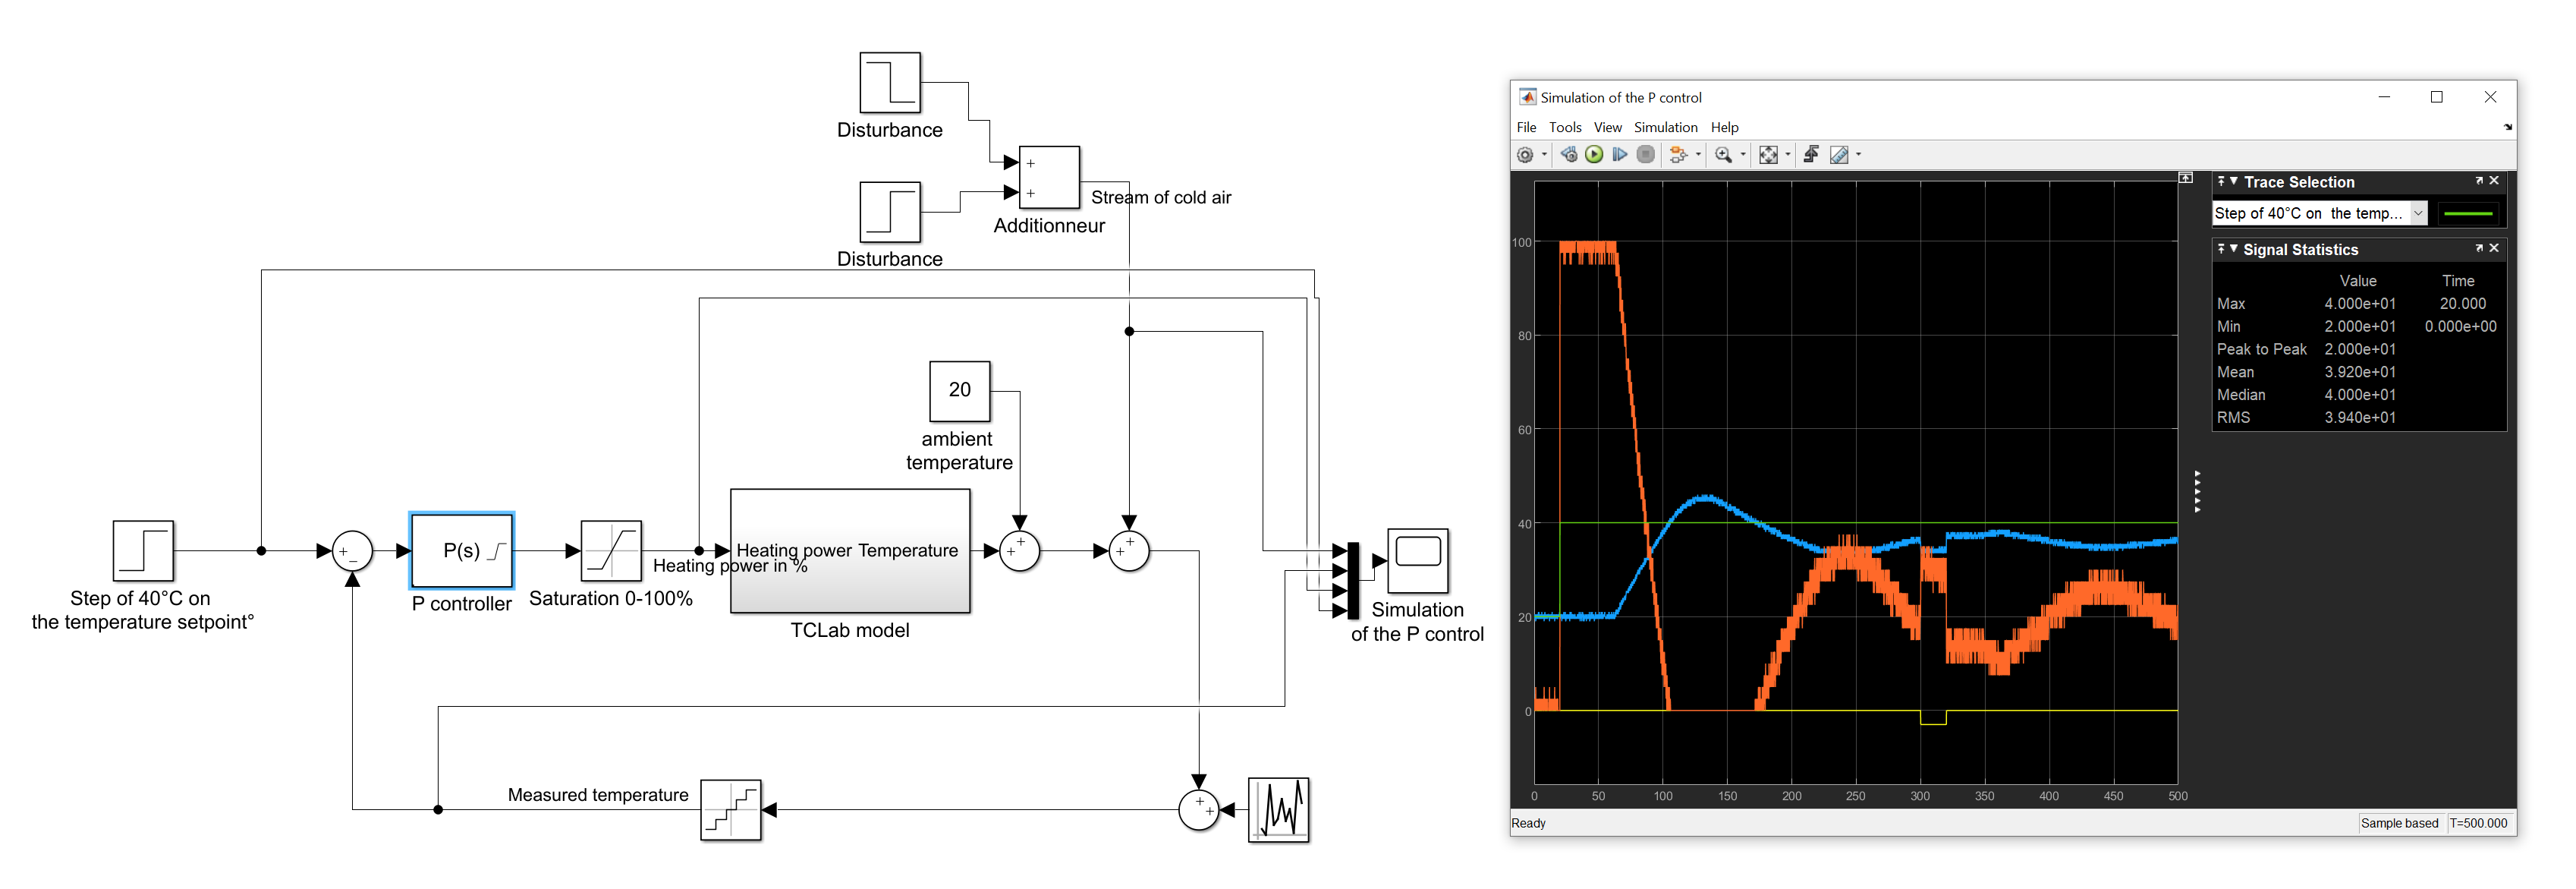 Disturbance
+
+
Stream of cold air
Additionneur
Disturbance
20
ambient
temperature
Step of 40°C on
the temperature setpoint°
+
−
P(s)
P controller
Saturation 0-100%
Heating power in %
Heating power Temperature
TCLab model
+
+
+
+
Simulation
of the P control
Measured temperature
+
+
Simulation of the P control
File Tools View Simulation Help
100
80
60
40
20
0
0 50 100 150 200 250 300 350 400 450 500
Trace Selection
Step of 40°C on the temp...
Signal Statistics
Value Time
Max 4.000e+01 20.000
Min 2.000e+01 0.000e+00
Peak to Peak 2.000e+01
Mean 3.920e+01
Median 4.000e+01
RMS 3.940e+01
Ready
Sample based T=500.000